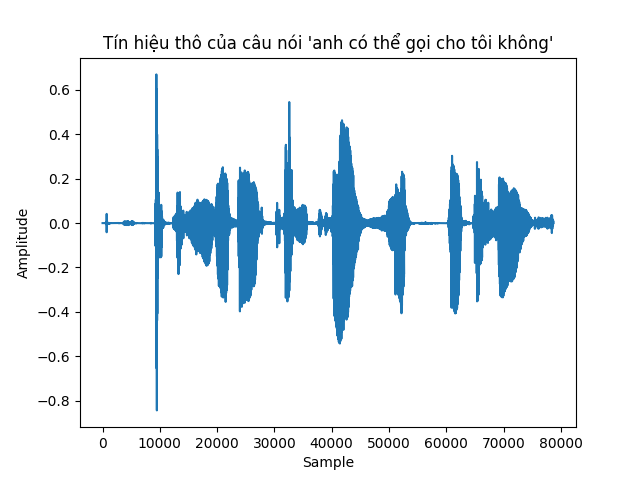 Tín hiệu thô của câu nói 'anh có thể gọi cho tôi không'
0.6
0.4
0.2
0.0
−0.2
−0.4
−0.6
−0.8
Amplitude
0 10000 20000 30000 40000 50000 60000 70000 80000
Sample